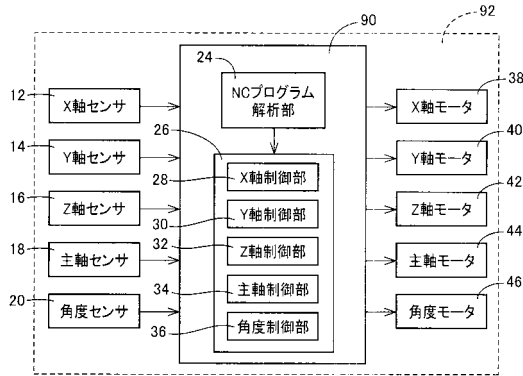 90
92
24
NCプログラム
解析部
12
X軸センサ
14
Y軸センサ
16
Z軸センサ
18
主軸センサ
20
角度センサ
26
28
X軸制御部
30
Y軸制御部
32
Z軸制御部
34
主軸制御部
36
角度制御部
38
X軸モータ
40
Y軸モータ
42
Z軸モータ
44
主軸モータ
46
角度モータ